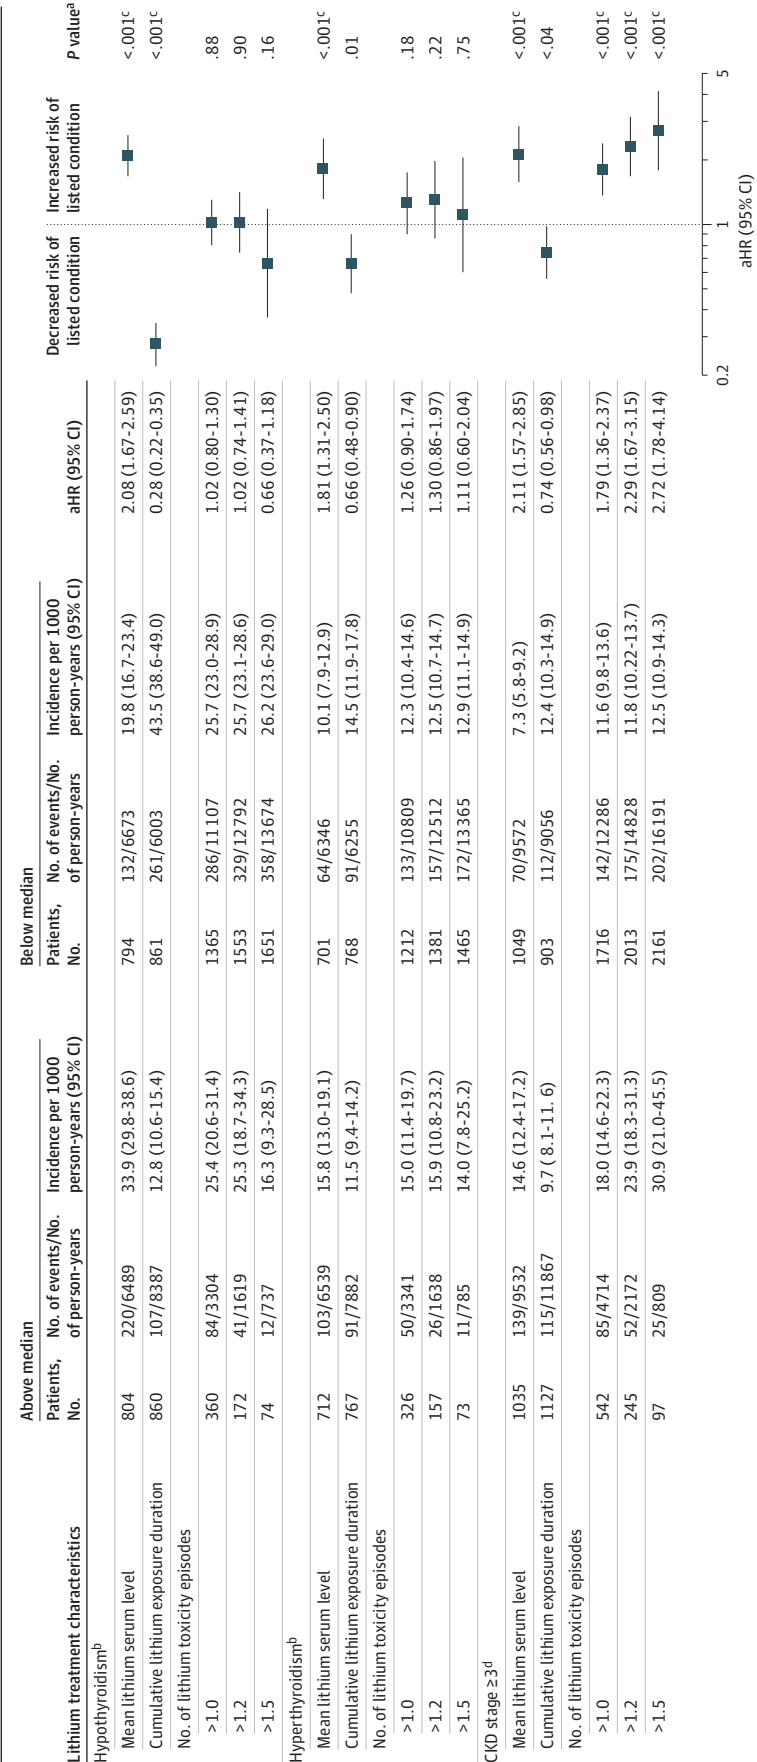 Above median Below median
Lithium treatment characteristics Patients, No. No. of events/No. of person-years Incidence per 1000 person-years (95% CI) Patients, No. No. of events/No. of person-years Incidence per 1000 person-years (95% CI) aHR (95% CI) Decreased risk of listed condition Increased risk of listed condition P valueᵃ
Hypothyroidismᵇ
Mean lithium serum level 804 220/6489 33.9 (29.8-38.6) 794 132/6673 19.8 (16.7-23.4) 2.08 (1.67-2.59) <.001ᶜ
Cumulative lithium exposure duration 860 107/8387 12.8 (10.6-15.4) 861 261/6003 43.5 (38.6-49.0) 0.28 (0.22-0.35) <.001ᶜ
No. of lithium toxicity episodes
>1.0 360 84/3304 25.4 (20.6-31.4) 1365 286/11107 25.7 (23.0-28.9) 1.02 (0.80-1.30) .88
>1.2 172 41/1619 25.3 (18.7-34.3) 1553 329/12792 25.7 (23.1-28.6) 1.02 (0.74-1.41) .90
>1.5 74 12/737 16.3 (9.3-28.5) 1651 358/13674 26.2 (23.6-29.0) 0.66 (0.37-1.18) .16
Hyperthyroidismᵇ
Mean lithium serum level 712 103/6539 15.8 (13.0-19.1) 701 64/6346 10.1 (7.9-12.9) 1.81 (1.31-2.50) <.001ᶜ
Cumulative lithium exposure duration 767 91/7882 11.5 (9.4-14.2) 768 91/6255 14.5 (11.9-17.8) 0.66 (0.48-0.90) .01
No. of lithium toxicity episodes
>1.0 326 50/3341 15.0 (11.4-19.7) 1212 133/10809 12.3 (10.4-14.6) 1.26 (0.90-1.74) .18
>1.2 157 26/1638 15.9 (10.8-23.2) 1381 157/12512 12.5 (10.7-14.7) 1.30 (0.86-1.97) .22
>1.5 73 11/785 14.0 (7.8-25.2) 1465 172/13365 12.9 (11.1-14.9) 1.11 (0.60-2.04) .75
CKD stage ≥3ᵈ
Mean lithium serum level 1035 139/9532 14.6 (12.4-17.2) 1049 70/9572 7.3 (5.8-9.2) 2.11 (1.57-2.85) <.001ᶜ
Cumulative lithium exposure duration 1127 115/11867 9.7 ( 8.1-11. 6) 903 112/9056 12.4 (10.3-14.9) 0.74 (0.56-0.98) <.04
No. of lithium toxicity episodes
>1.0 542 85/4714 18.0 (14.6-22.3) 1716 142/12286 11.6 (9.8-13.6) 1.79 (1.36-2.37) <.001ᶜ
>1.2 245 52/2172 23.9 (18.3-31.3) 2013 175/14828 11.8 (10.22-13.7) 2.29 (1.67-3.15) <.001ᶜ
>1.5 97 25/809 30.9 (21.0-45.5) 2161 202/16191 12.5 (10.9-14.3) 2.72 (1.78-4.14) <.001ᶜ
0.2 1 5
aHR (95% CI)